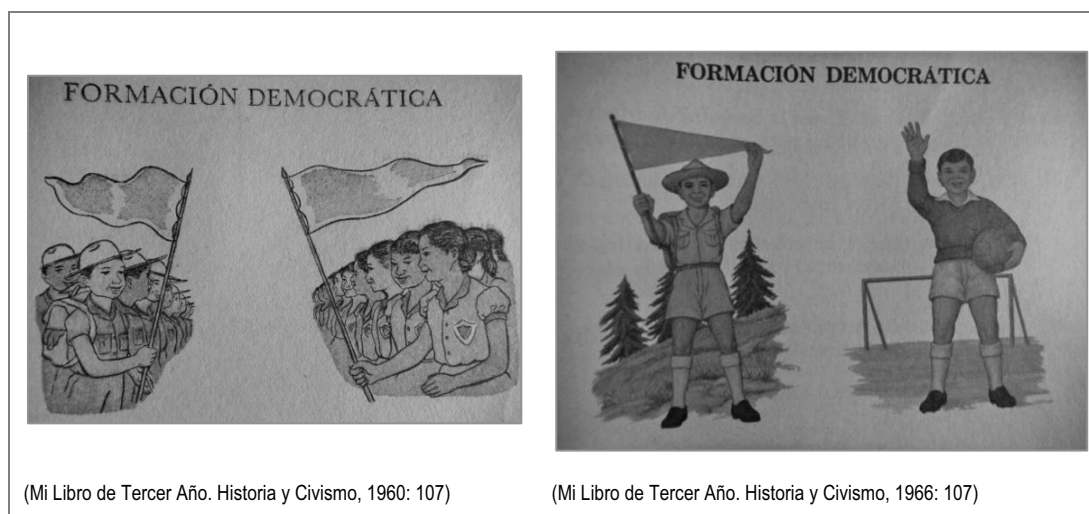 FORMACIÓN DEMOCRÁTICA
FORMACIÓN DEMOCRÁTICA
(Mi Libro de Tercer Año. Historia y Civismo, 1960: 107)
(Mi Libro de Tercer Año. Historia y Civismo, 1966: 107)